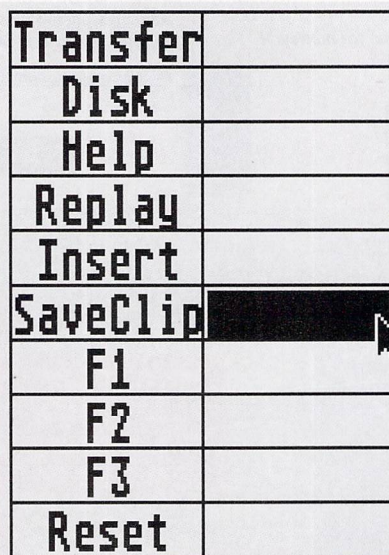 Transfer
Disk
Help
Replay
Insert
SaveClip
F1
F2
F3
Reset